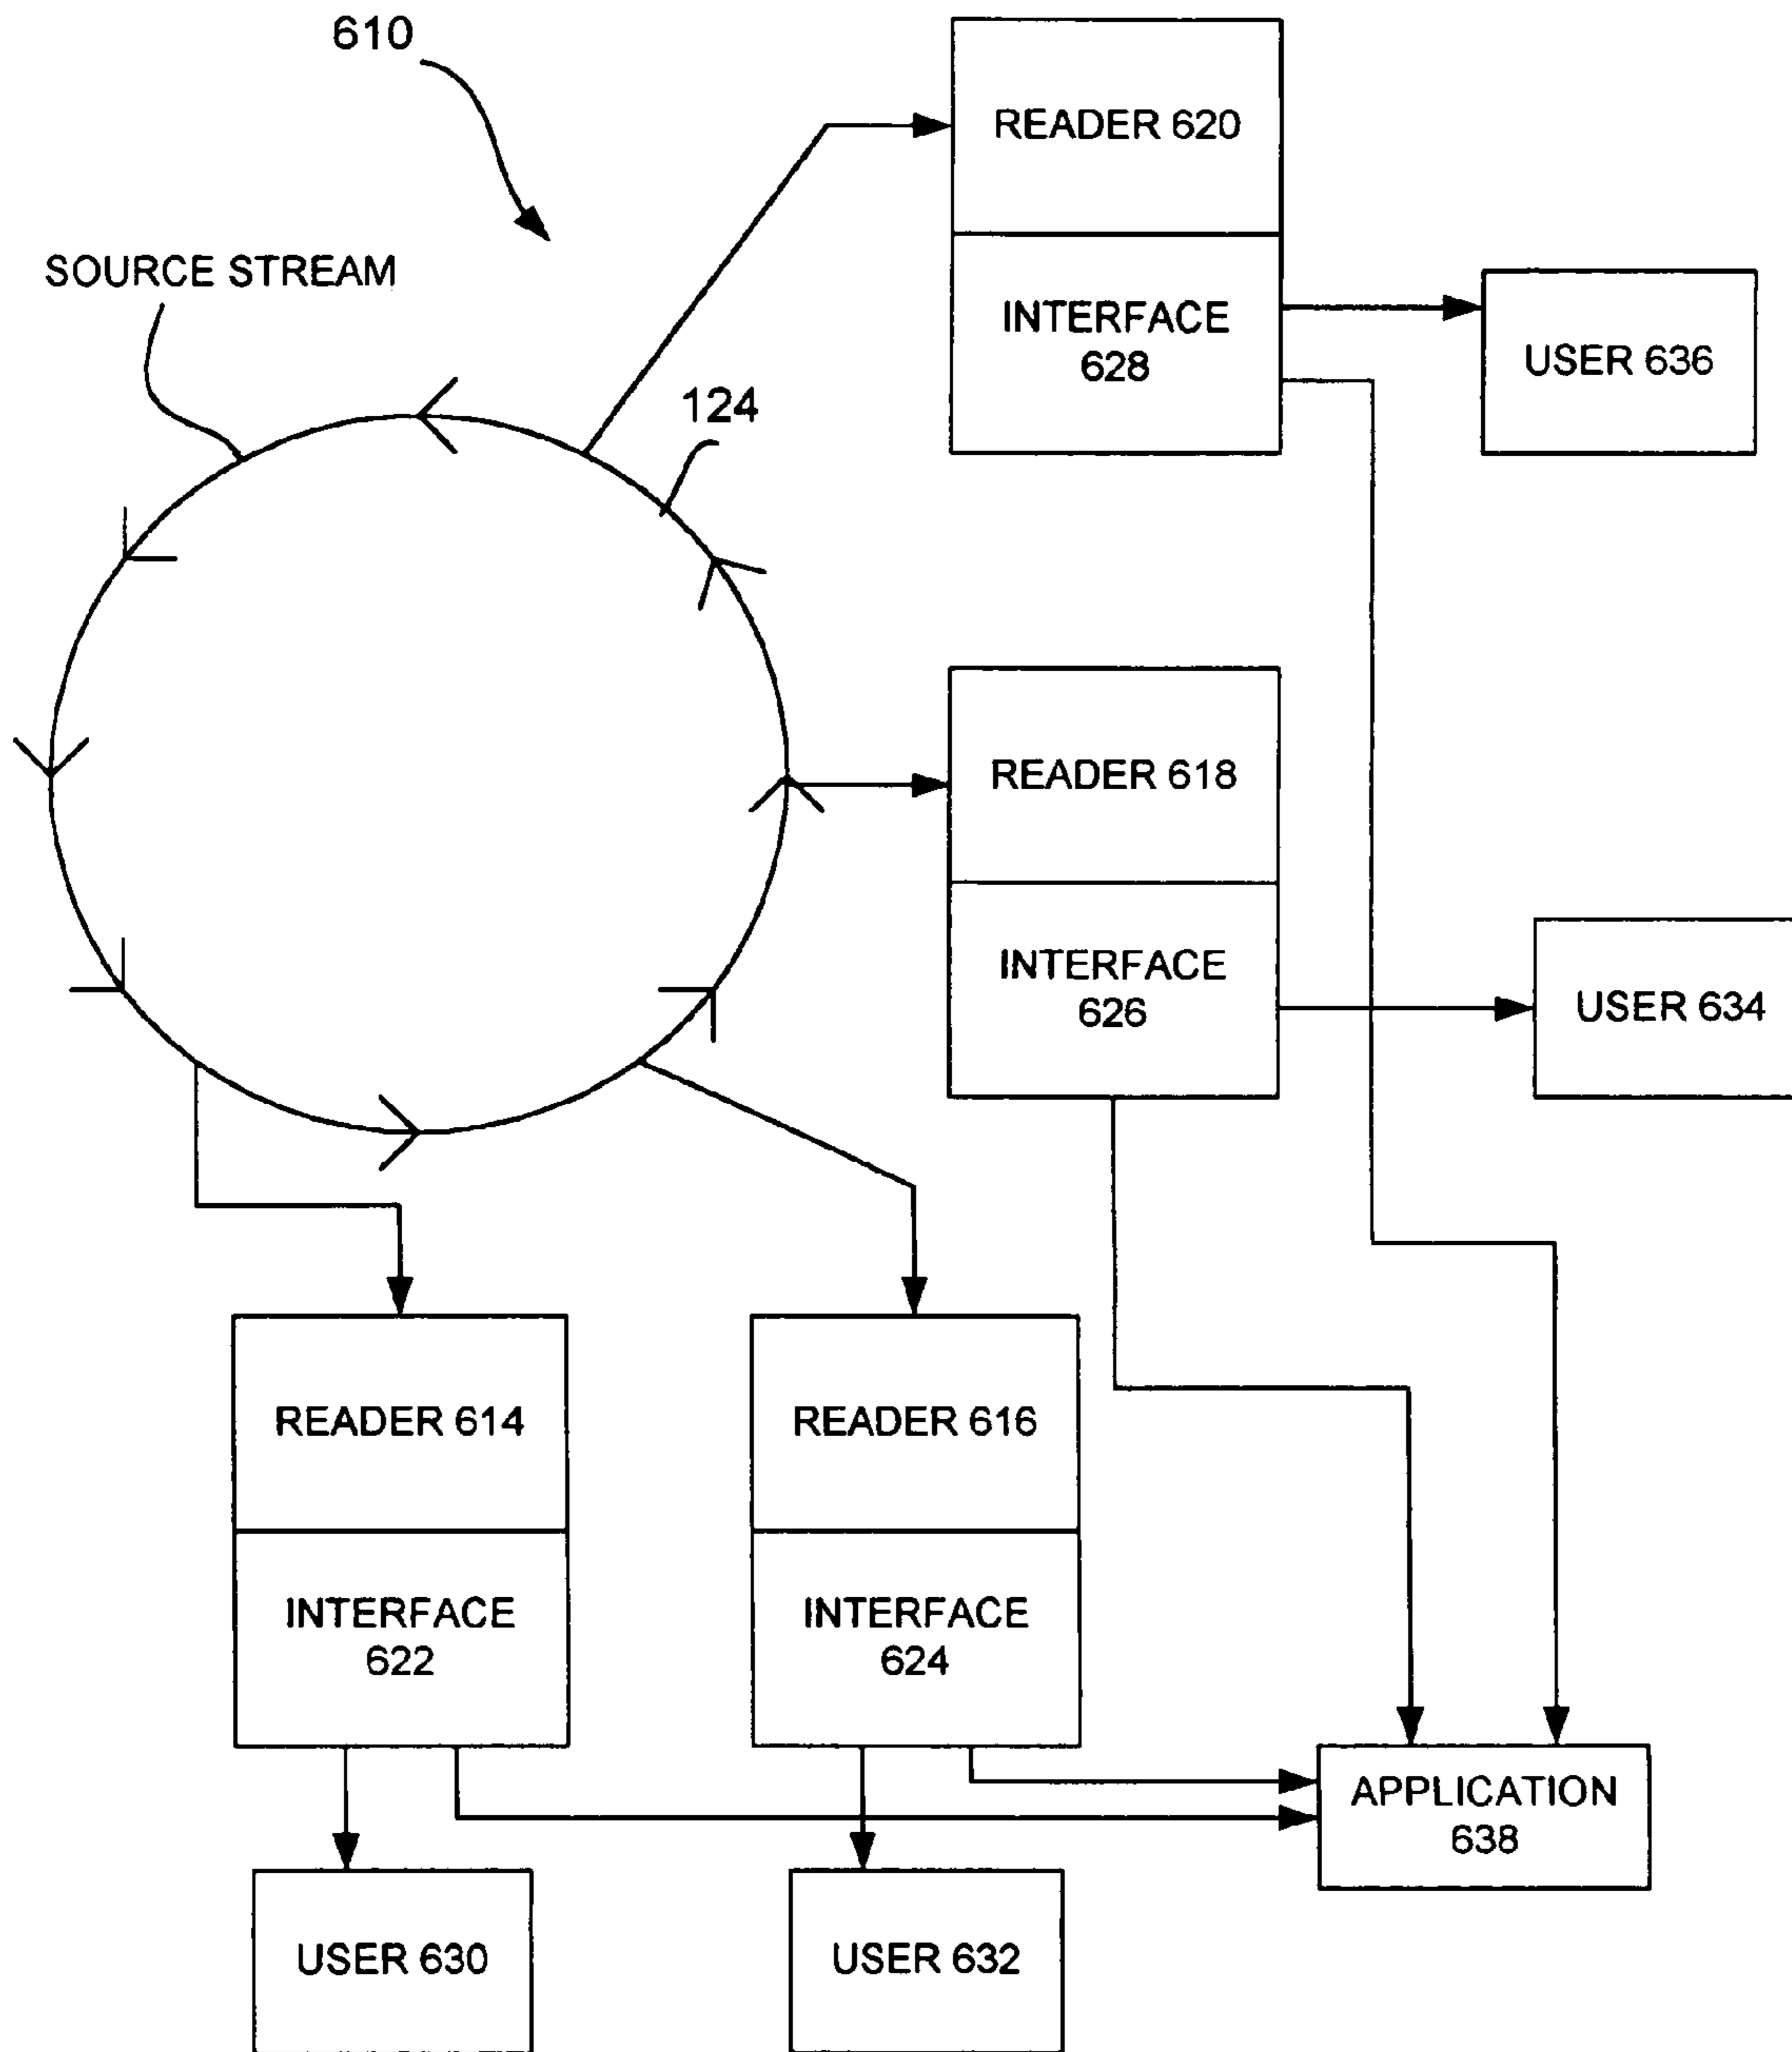 610
READER 620
SOURCE STREAM
INTERFACE
628
USER 636
124
READER 618
INTERFACE
626
USER 634
READER 614
READER 616
INTERFACE
622
INTERFACE
624
APPLICATION
638
USER 630
USER 632